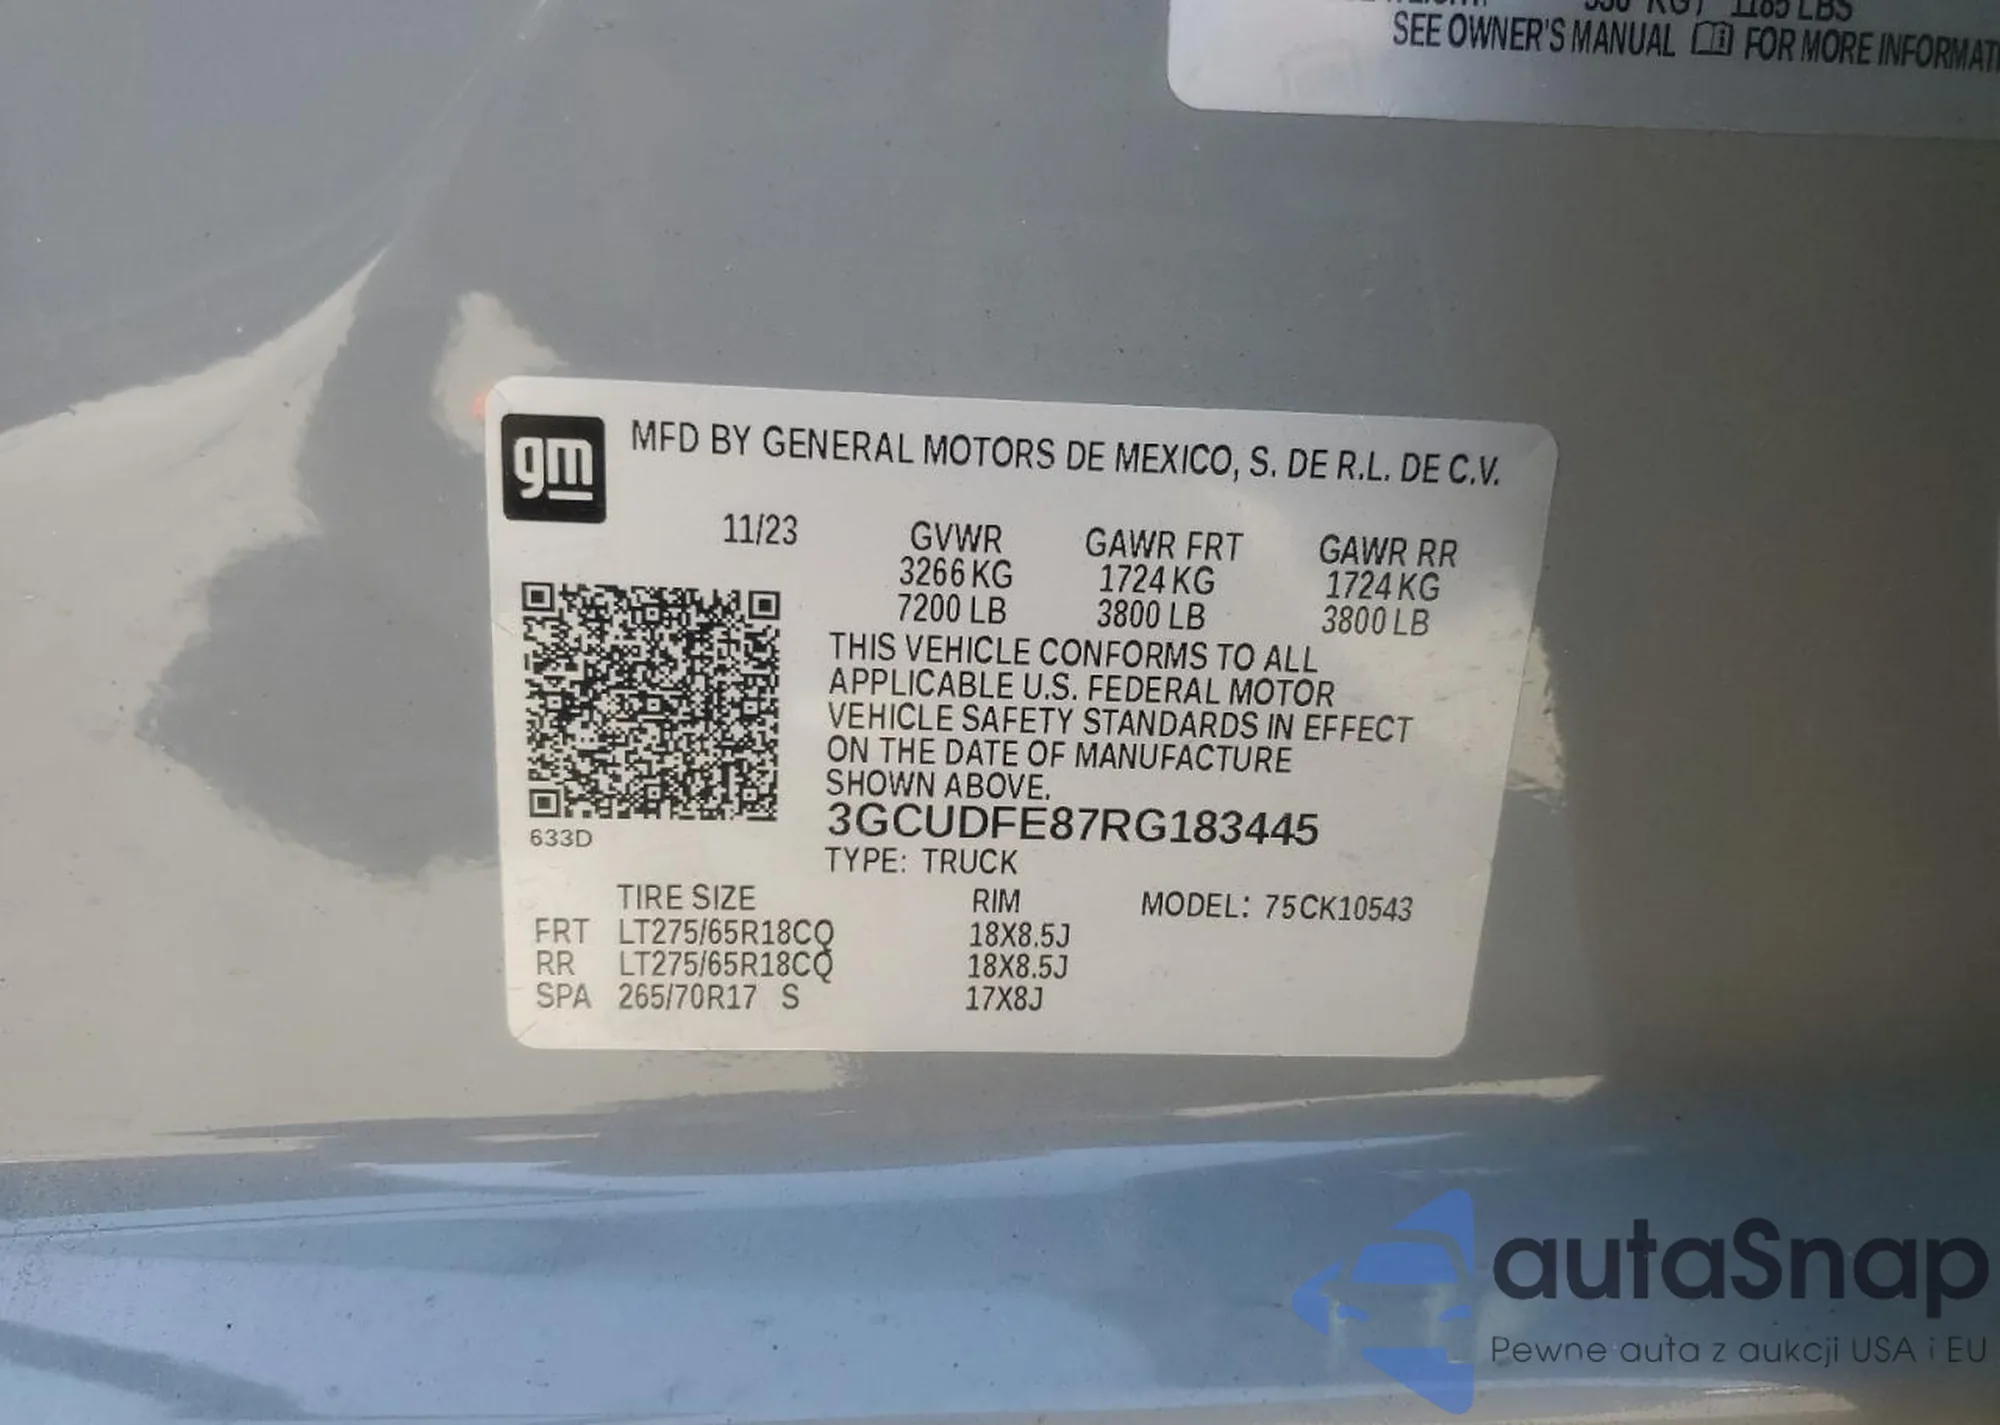 1185 LBS
SEE OWNER'S MANUAL FOR MORE
gm
MFD BY GENERAL MOTORS DE MEXICO, S. DE R.L. DE C.V.
11/23 GVWR GAWR FRT GAWR RR
3266 KG 1724 KG 1724 KG
7200 LB 3800 LB 3800 LB
THIS VEHICLE CONFORMS TO ALL
APPLICABLE U.S. FEDERAL MOTOR
VEHICLE SAFETY STANDARDS IN EFFECT
ON THE DATE OF MANUFACTURE
SHOWN ABOVE.
3GCUDFE87RG183445
633D
TYPE: TRUCK
TIRE SIZE RIM MODEL: 75CK10543
FRT LT275/65R18CQ 18X8.5J
RR LT275/65R18CQ 18X8.5J
SPA 265/70R17 S 17X8J
autaSnap
Pewne auta z aukcji USA i EU